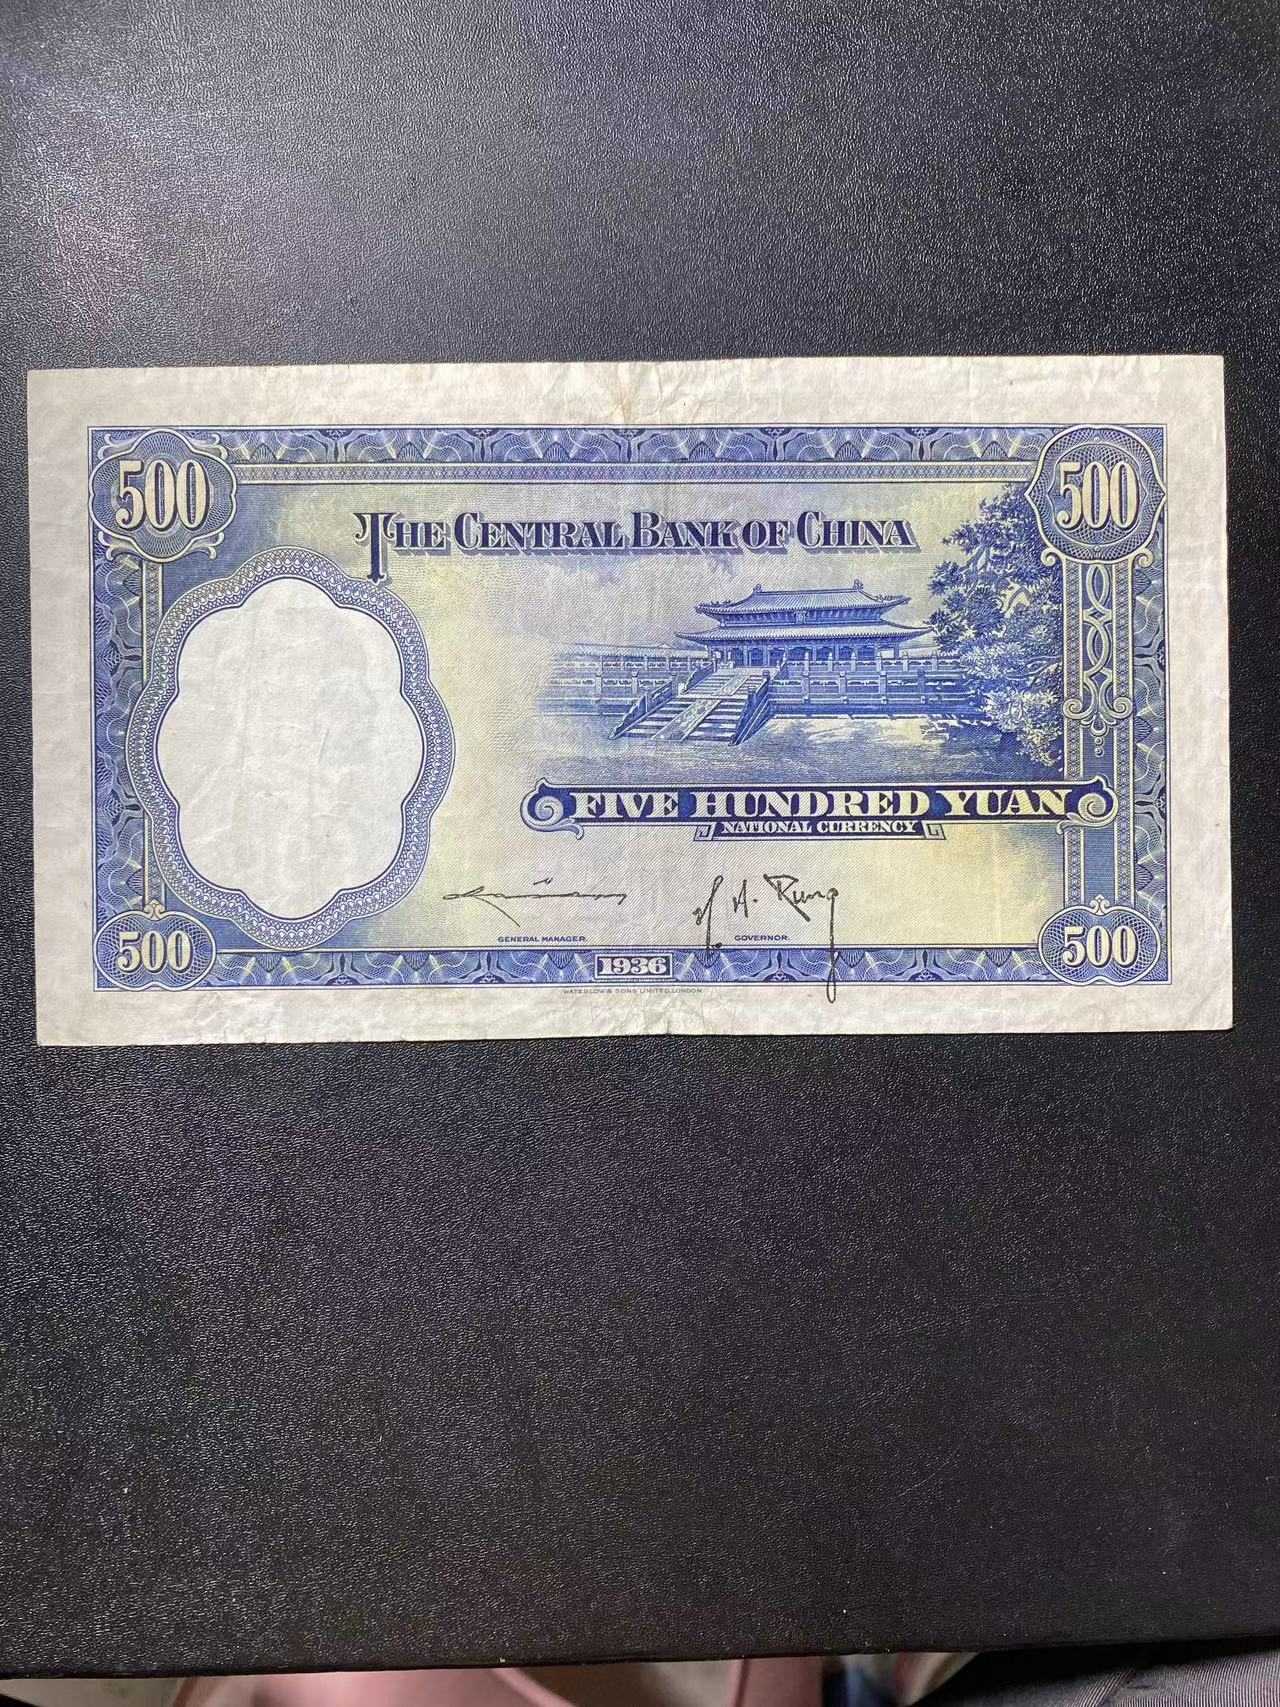 500 500
THE CENTRAL BANK OF CHINA
FIVE HUNDRED YUAN
NATIONAL CURRENCY
H. H. Kung
GENERAL MANAGER. GOVERNOR.
500 1936 500
WATERLOW & SONS LIMITED, LONDON